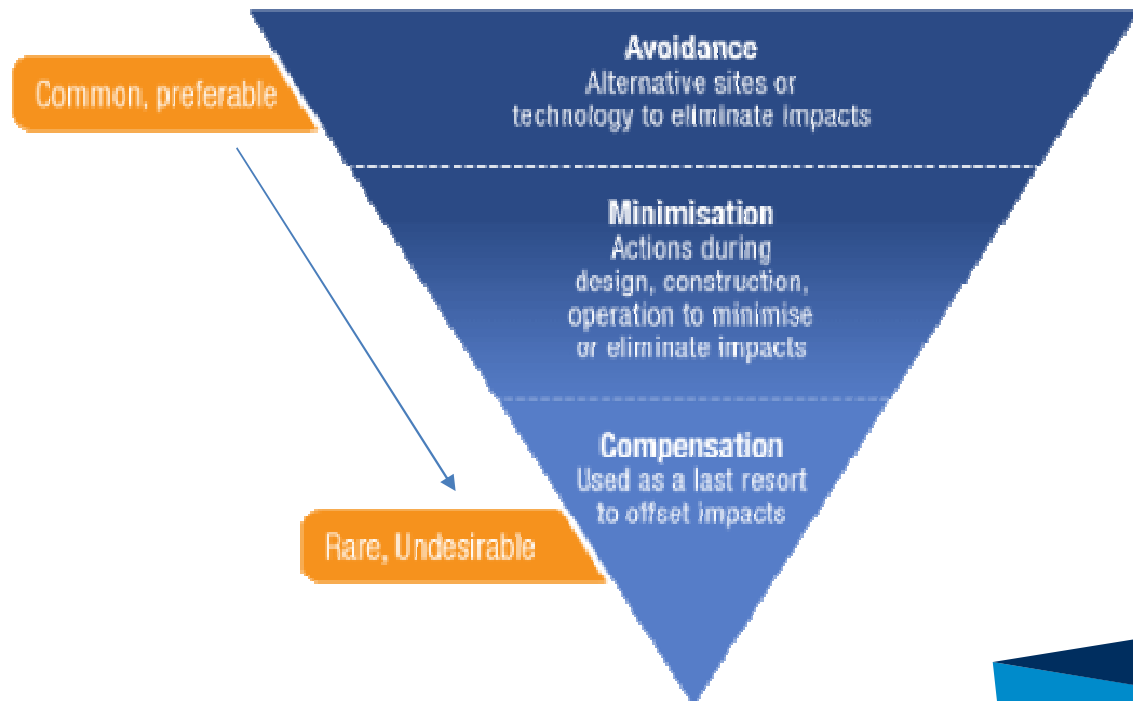 Avoidance
Alternative sites or
technology to eliminate impacts
Common, preferable
Minimisation
Actions during
design, construction,
operation to minimise
or eliminate impacts
Compensation
Used as a last resort
to offset impacts
Rare, Undesirable